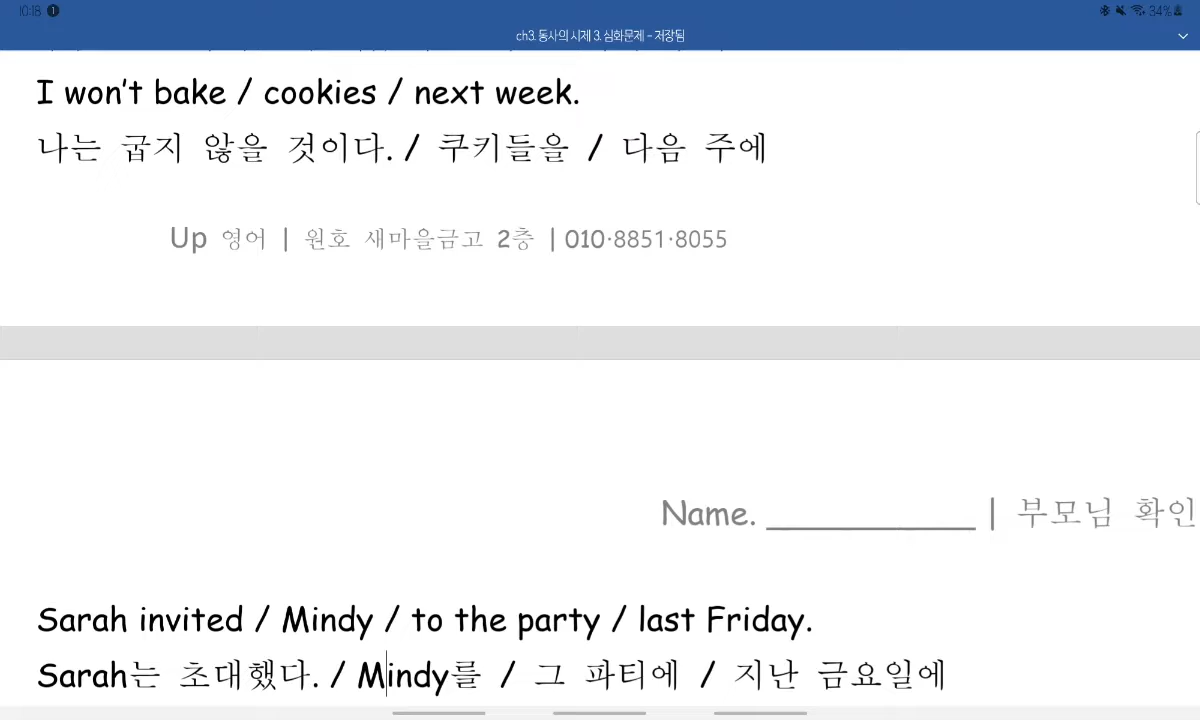 10:18 1 34%
ch3. 동사의 시제 3. 심화문제 - 저장됨
I won't bake / cookies / next week.
나는 굽지 않을 것이다. / 쿠키들을 / 다음 주에
Up 영어 | 원호 새마을금고 2층 | 010·8851·8055
Name. ____________ | 부모님 확인
Sarah invited / Mindy / to the party / last Friday.
Sarah는 초대했다. / Mindy를 / 그 파티에 / 지난 금요일에